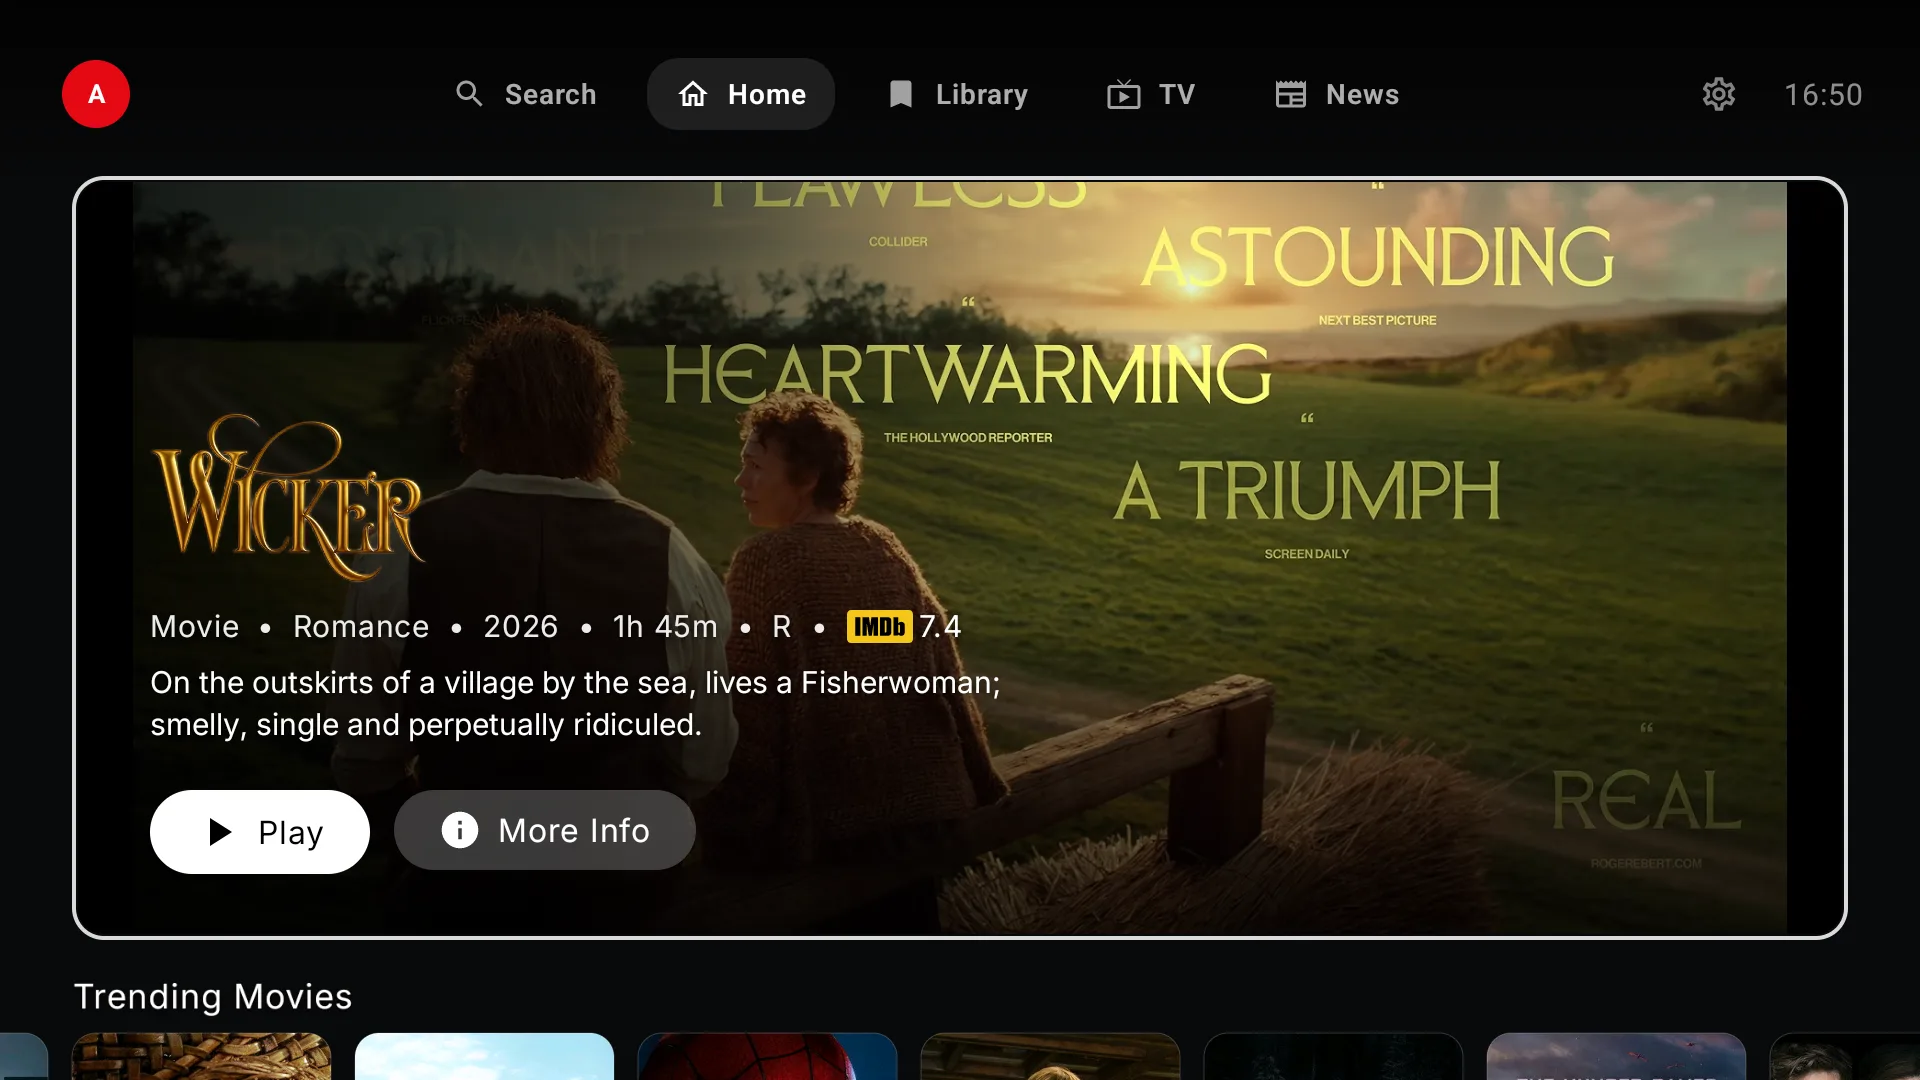 A
Search
Home
Library
TV
News
16:50
FLAWLESS
COLLIDER
“
ASTOUNDING
NEXT BEST PICTURE
POIGNANT
“
HEARTWARMING
THE HOLLYWOOD REPORTER
“
A TRIUMPH
SCREEN DAILY
WICKER
Movie • Romance • 2026 • 1h 45m • R • IMDb 7.4
On the outskirts of a village by the sea, lives a Fisherwoman;
smelly, single and perpetually ridiculed.
“
REAL
ROGEREBERT.COM
Play
More Info
Trending Movies